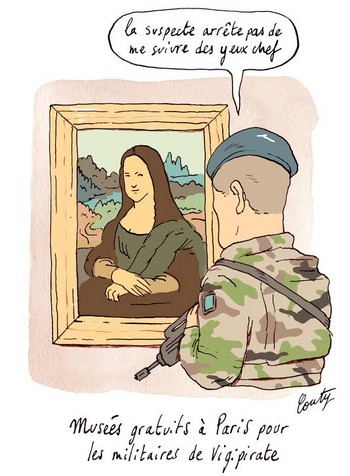 la suspecte arrête pas de
me suivre des yeux chef
Couty
Musées gratuits à Paris pour
les militaires de Vigipirate